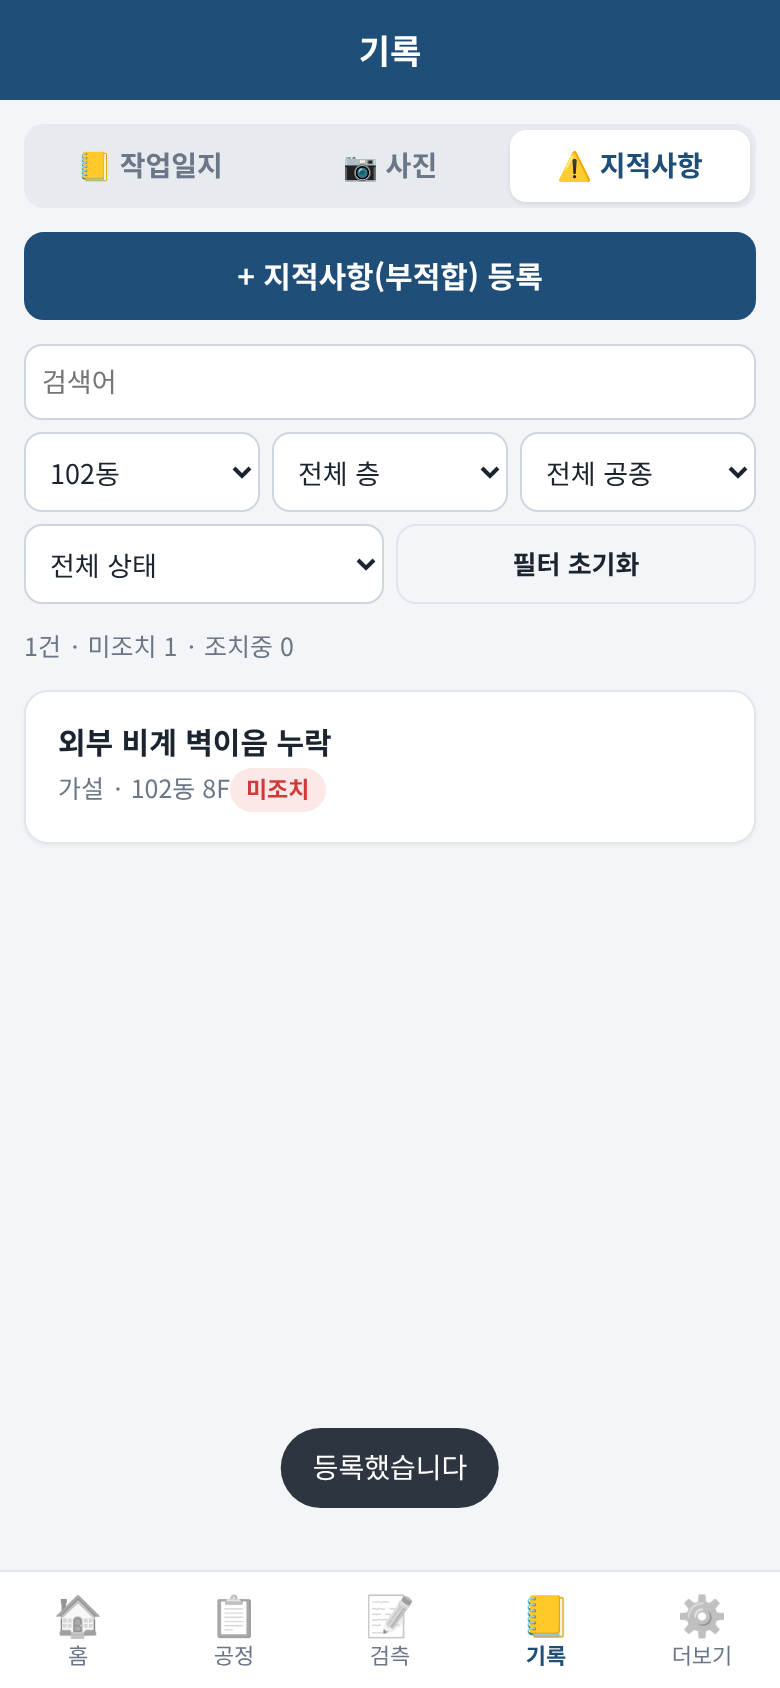 기록
작업일지
사진
지적사항
+ 지적사항(부적합) 등록
검색어
102동
전체 층
전체 공종
전체 상태
필터 초기화
1건 · 미조치 1 · 조치중 0
외부 비계 벽이음 누락
가설 · 102동 8F 미조치
등록했습니다
홈
공정
검측
기록
더보기